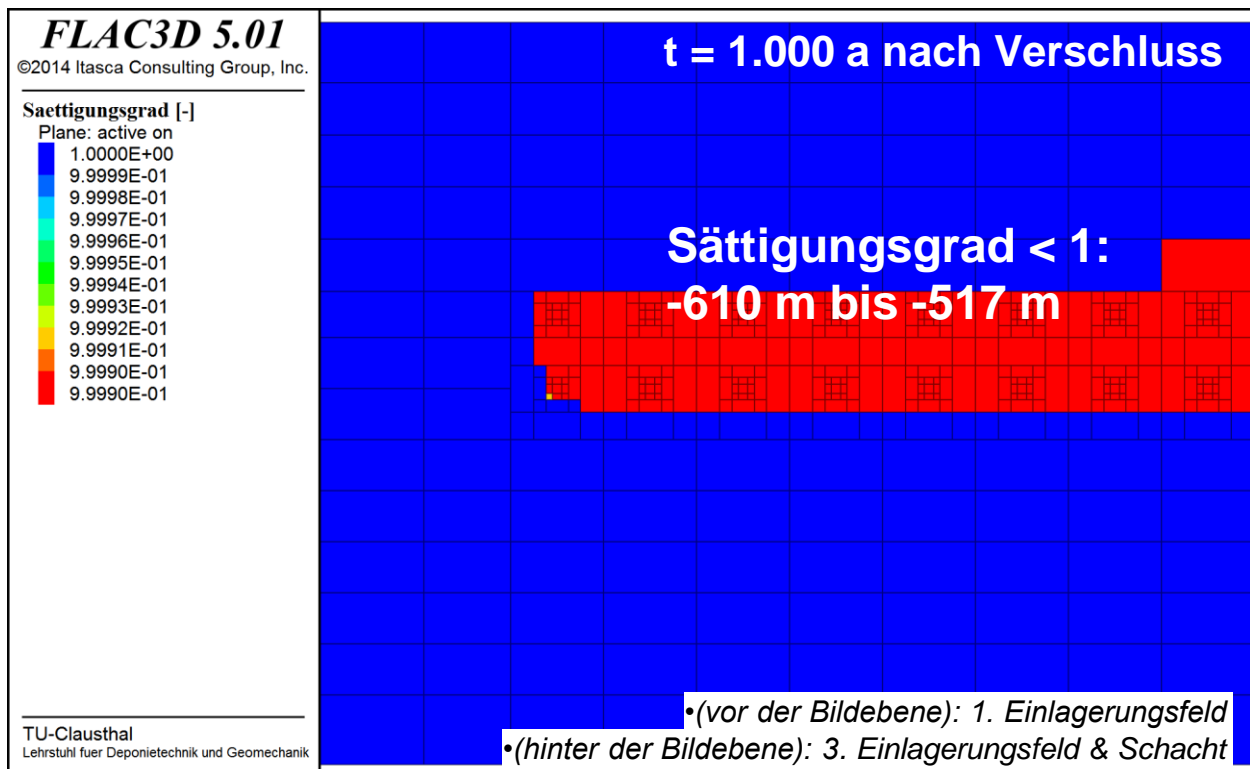 FLAC3D 5.01
©2014 Itasca Consulting Group, Inc.
Saettigungsgrad [-]
Plane: active on
1.0000E+00
9.9999E-01
9.9998E-01
9.9997E-01
9.9996E-01
9.9995E-01
9.9994E-01
9.9993E-01
9.9992E-01
9.9991E-01
9.9990E-01
9.9990E-01
TU-Clausthal
Lehrstuhl fuer Deponietechnik und Geomechanik
t = 1.000 a nach Verschluss
Sättigungsgrad < 1:
-610 m bis -517 m
•(vor der Bildebene): 1. Einlagerungsfeld
•(hinter der Bildebene): 3. Einlagerungsfeld & Schacht